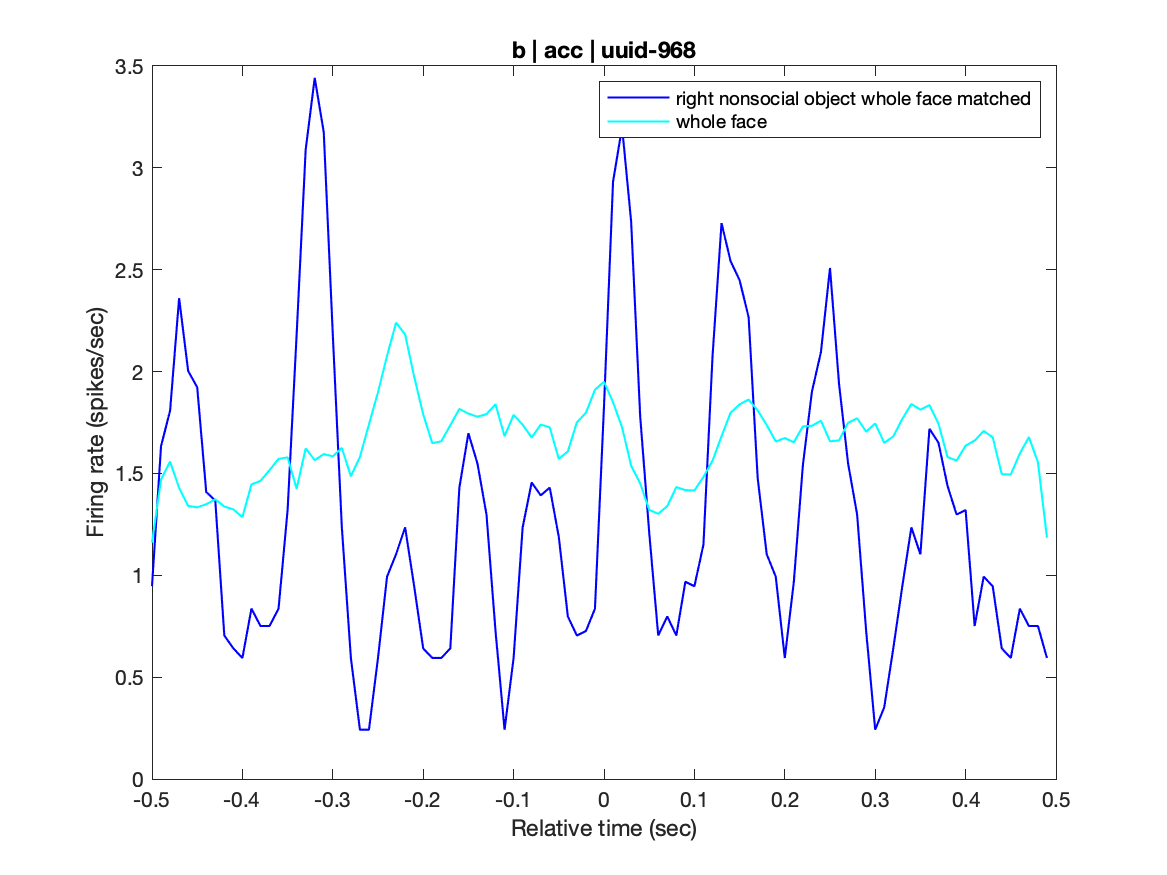 b | acc | uuid-968
right nonsocial object whole face matched
whole face
3.5
3
2.5
2
1.5
1
0.5
0
Firing rate (spikes/sec)
-0.5 -0.4 -0.3 -0.2 -0.1 0 0.1 0.2 0.3 0.4 0.5
Relative time (sec)